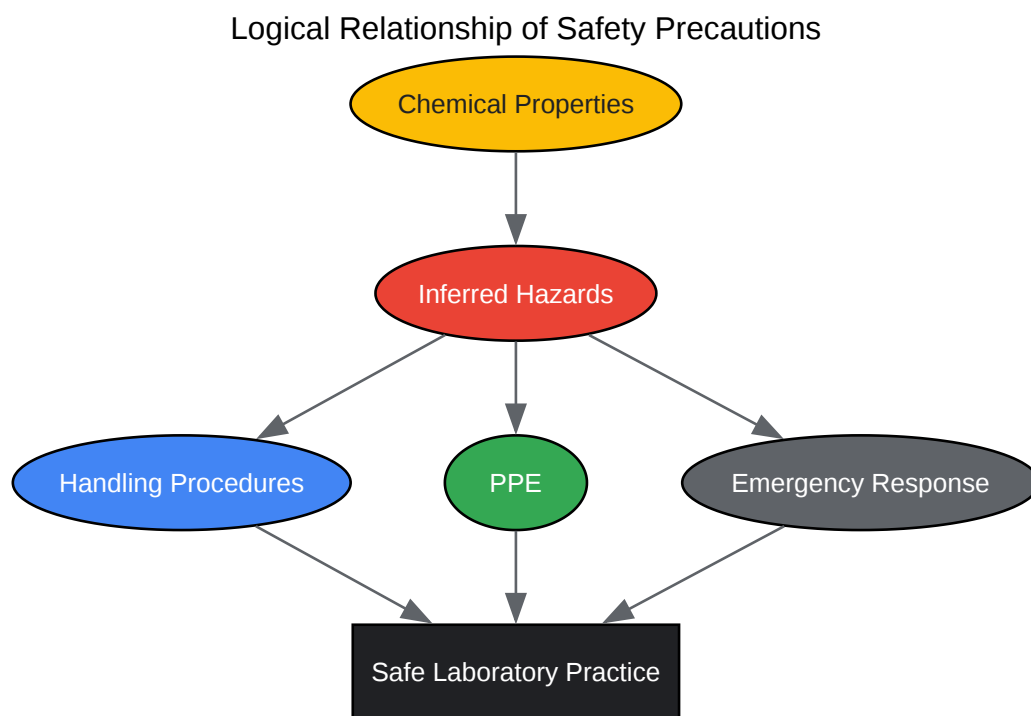 Logical Relationship of Safety Precautions
Chemical Properties
Inferred Hazards
Handling Procedures
PPE
Emergency Response
Safe Laboratory Practice